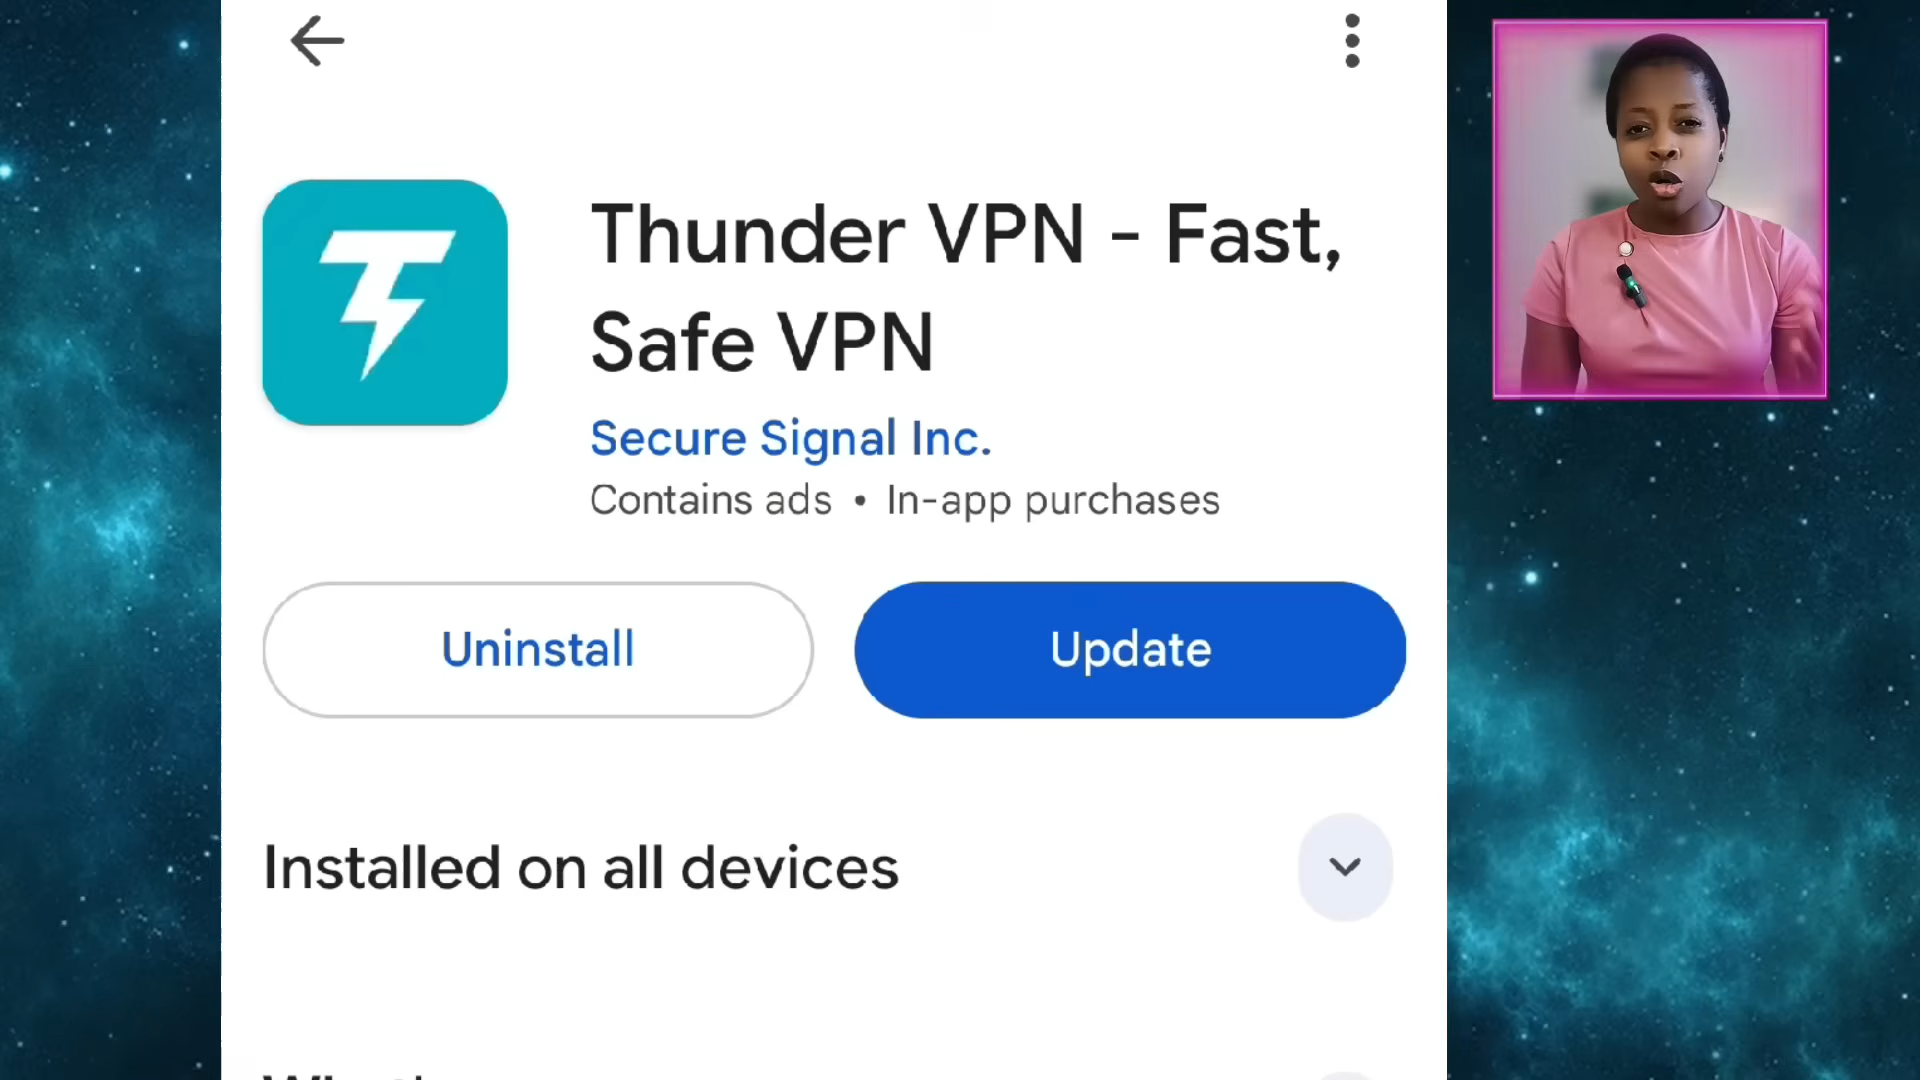 Thunder VPN - Fast,
Safe VPN
Secure Signal Inc.
Contains ads • In-app purchases
Uninstall
Update
Installed on all devices